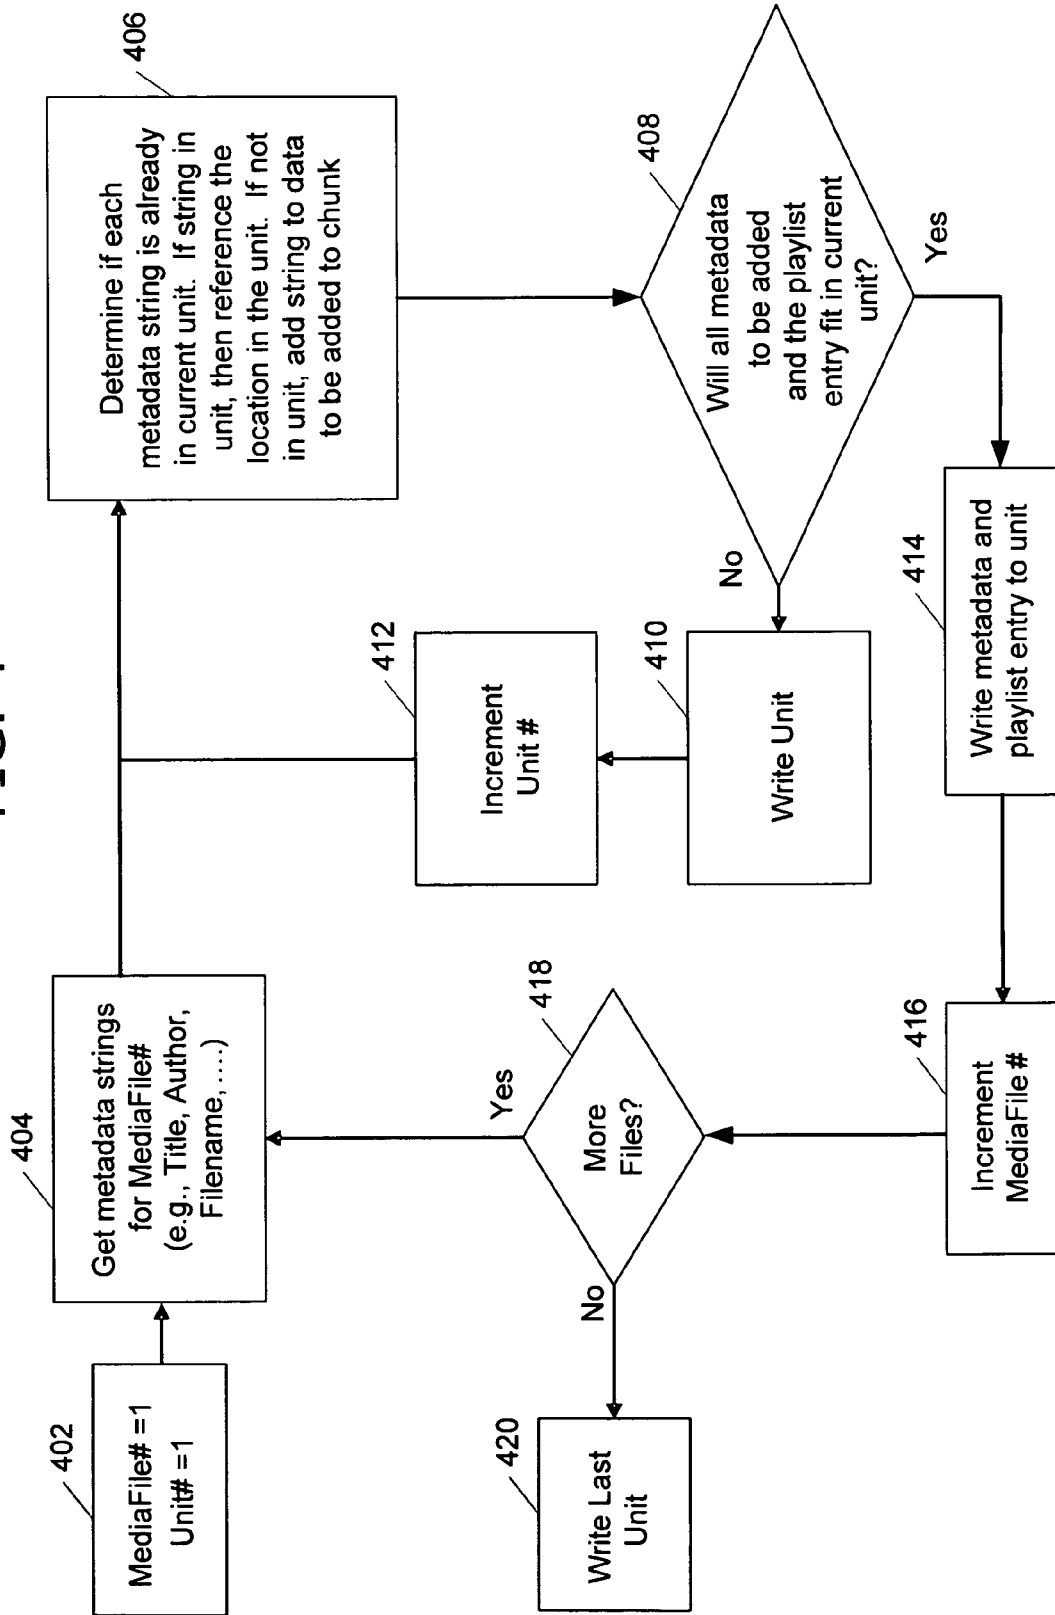 402
MediaFile# =1
Unit# =1
404
Get metadata strings
for MediaFile#
(e.g., Title, Author,
Filename, ....)
406
Determine if each
metadata string is already
in current unit. If string in
unit, then reference the
location in the unit. If not
in unit, add string to data
to be added to chunk
408
Will all metadata
to be added
and the playlist
entry fit in current
unit?
No
Yes
410
Write Unit
412
Increment
Unit #
414
Write metadata and
playlist entry to unit
416
Increment
MediaFile #
418
More
Files?
Yes
No
420
Write Last
Unit